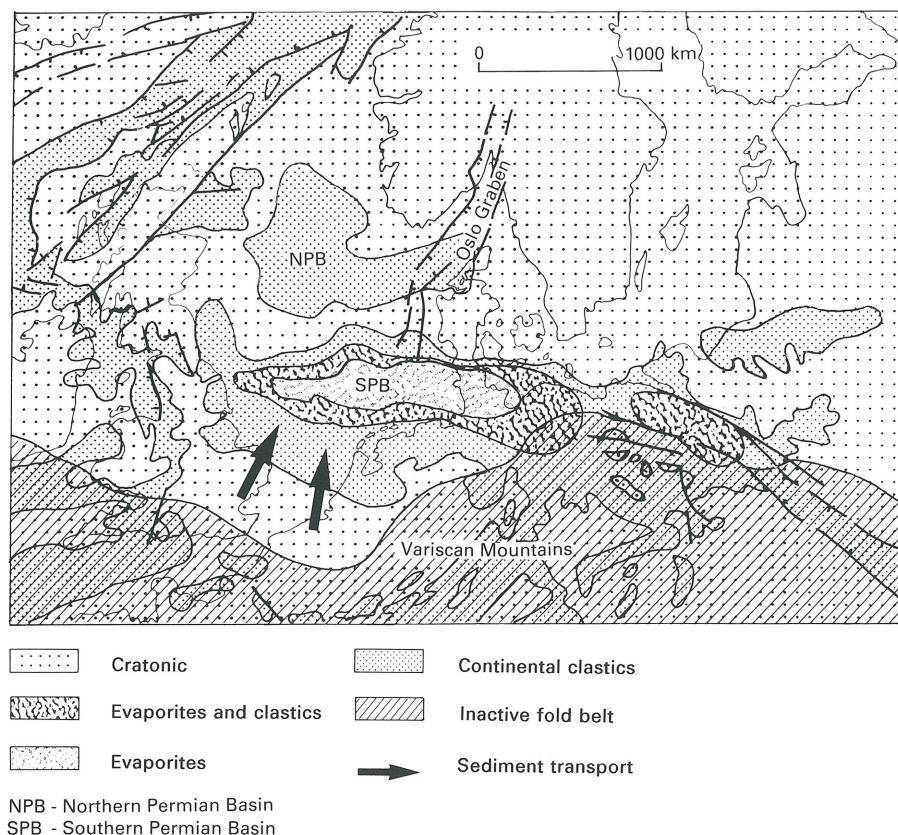 0 1000 km
Oslo Graben
NPB
SPB
Variscan Mountains
Cratonic
Continental clastics
Evaporites and clastics
Inactive fold belt
Evaporites
Sediment transport
NPB - Northern Permian Basin
SPB - Southern Permian Basin